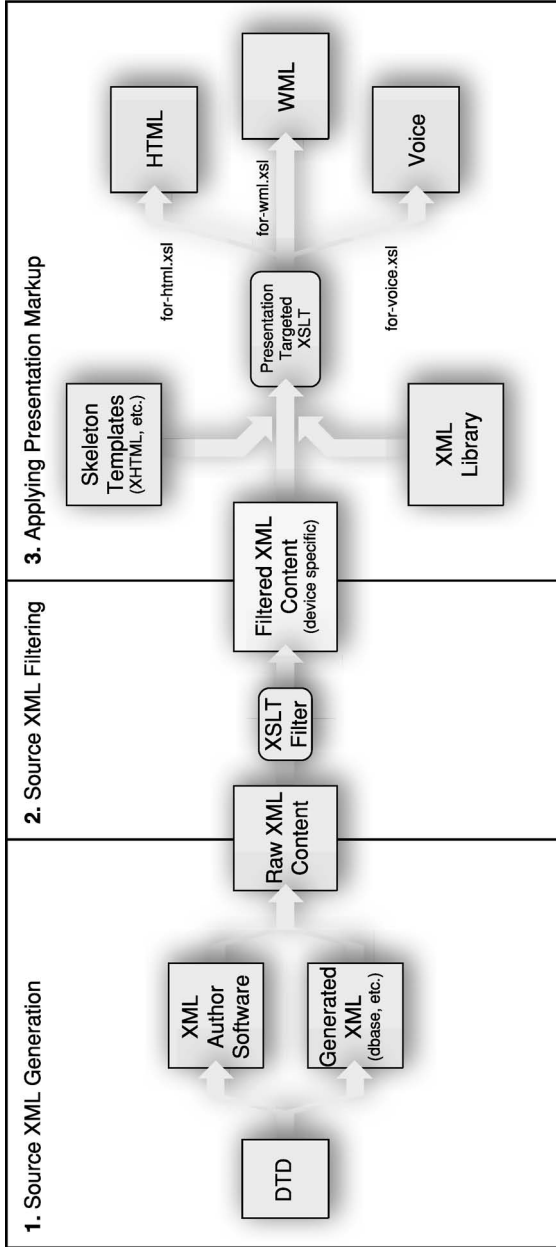 1. Source XML Generation
DTD
XML
Author
Software
Generated
XML
(dbase, etc.)
2. Source XML Filtering
Raw XML
Content
XSLT
Filter
Filtered XML
Content
(device specific)
3. Applying Presentation Markup
Skeleton
Templates
(XHTML, etc.)
XML
Library
Presentation
Targeted
XSLT
for-html.xsl
for-wml.xsl
for-voice.xsl
HTML
WML
Voice